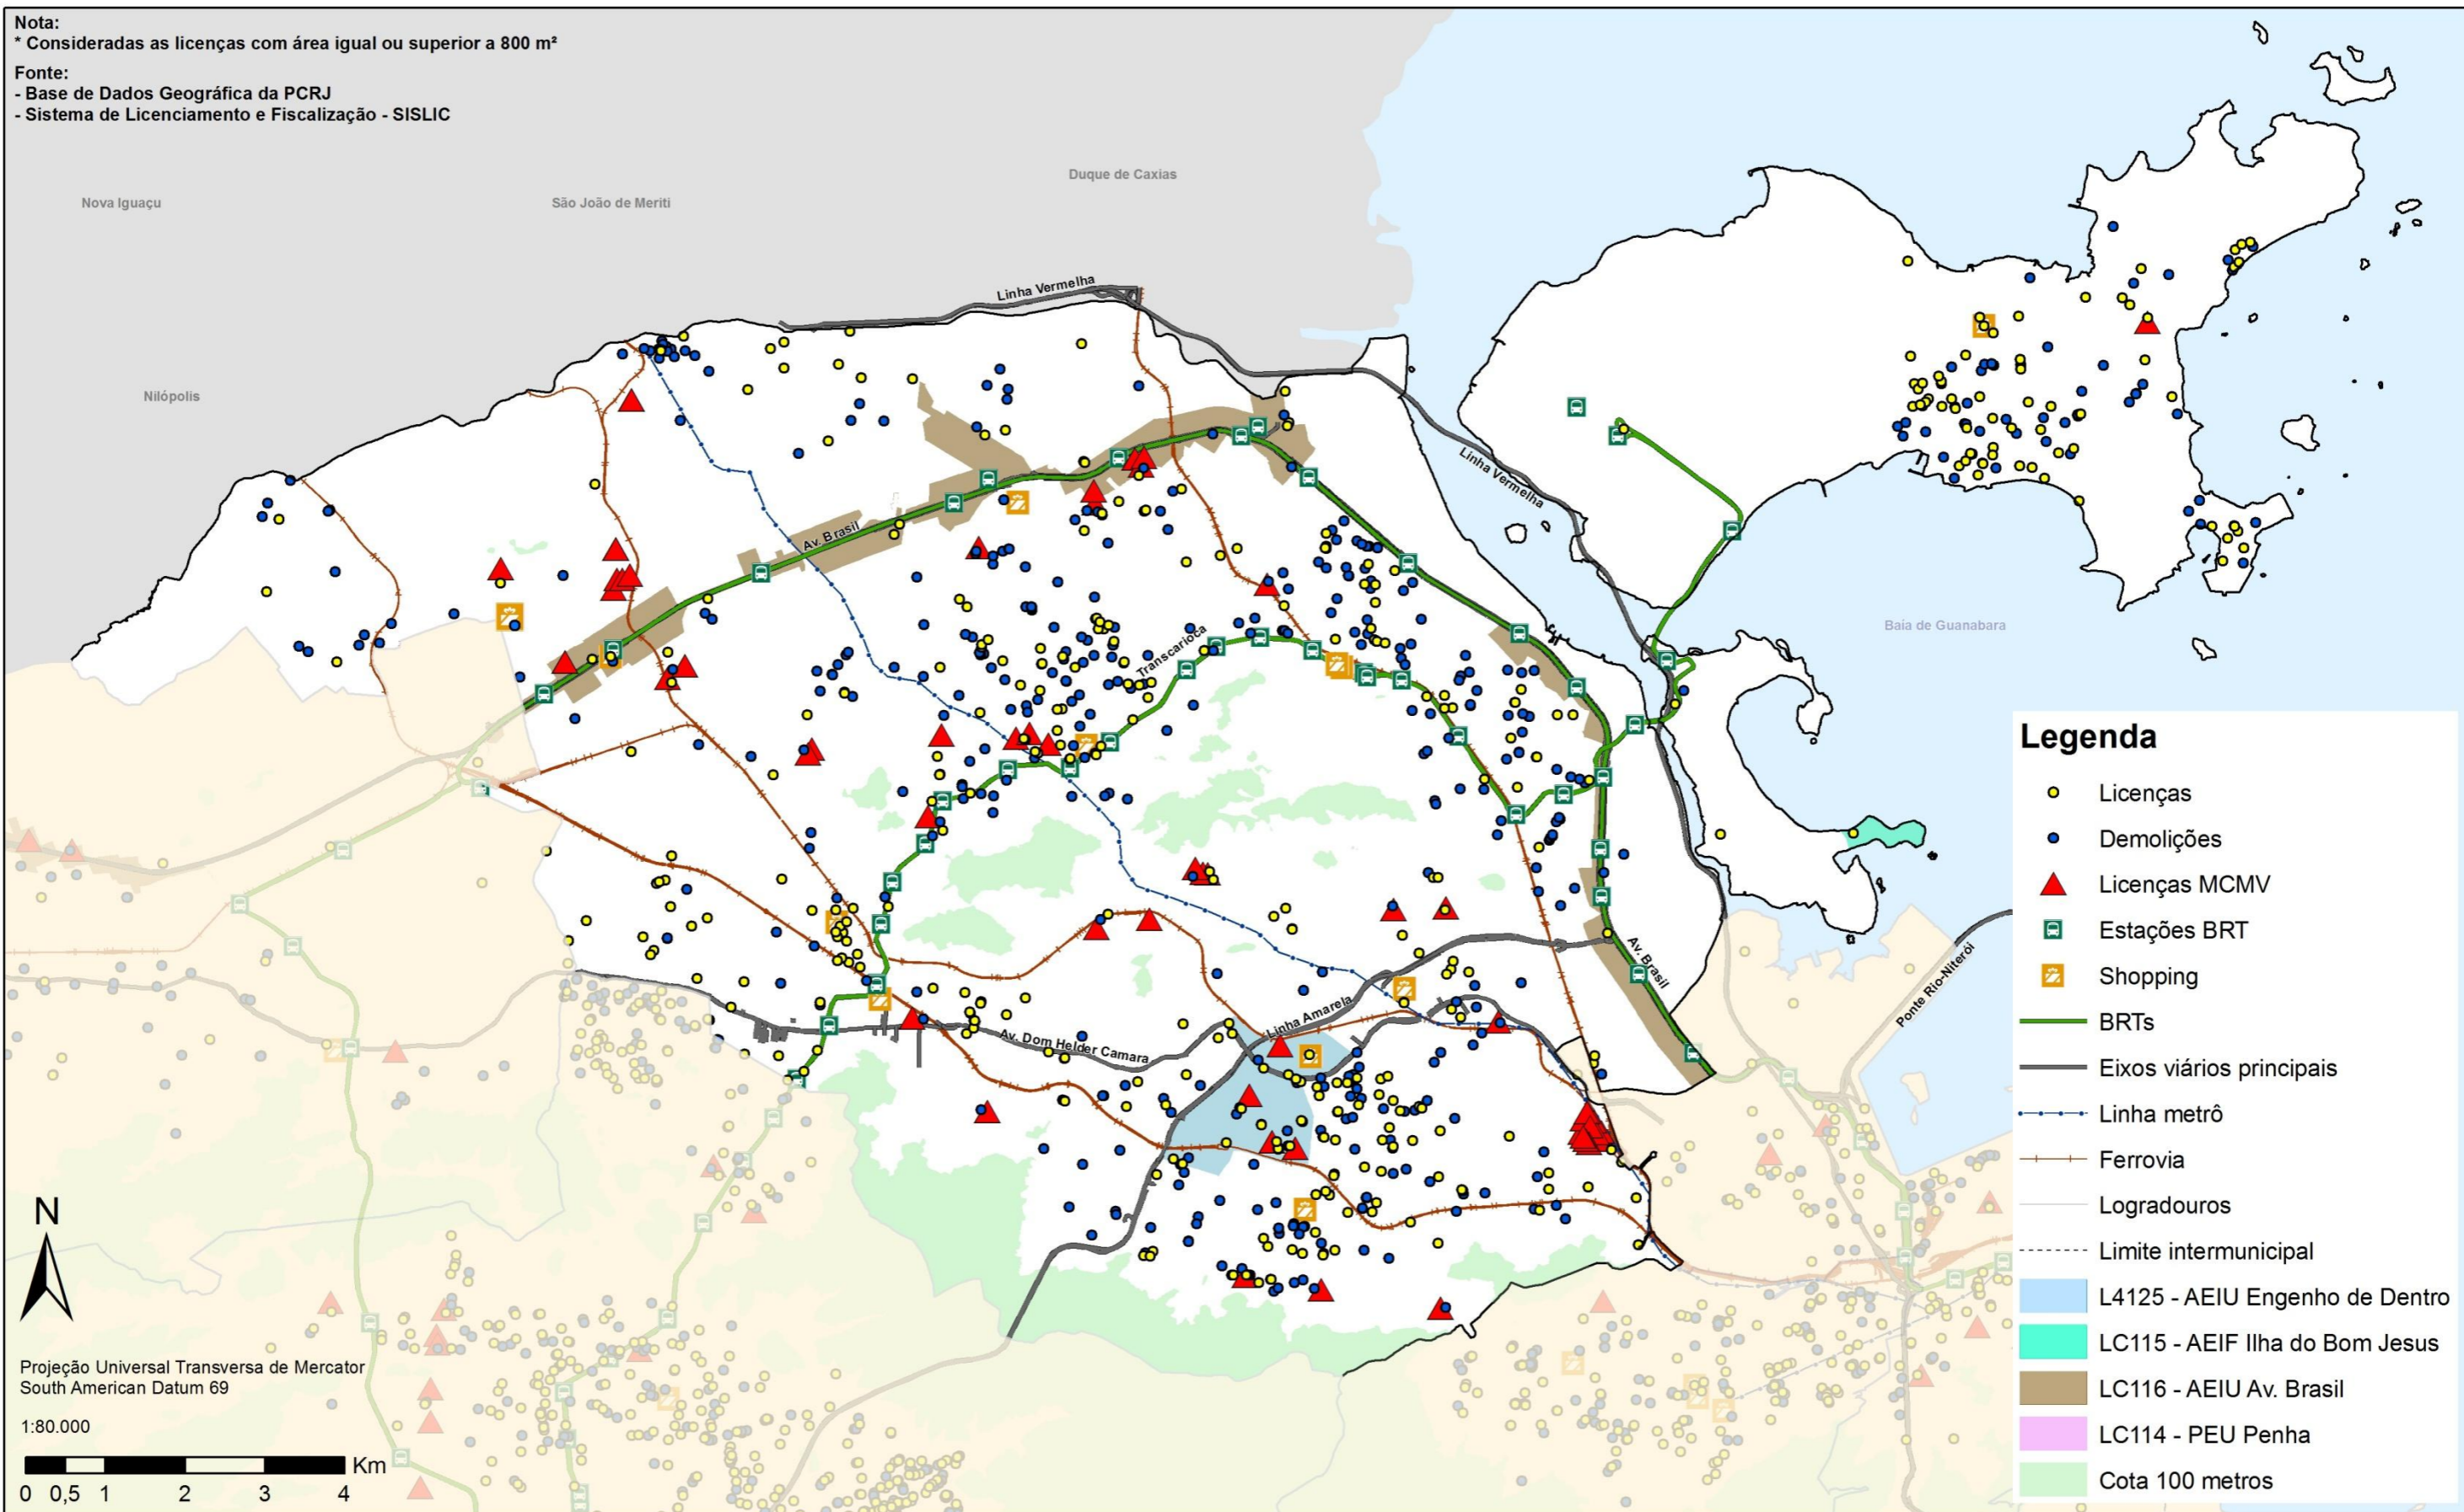 Nota:
* Consideradas as licenças com área igual ou superior a 800 m²
Fonte:
- Base de Dados Geográfica da PCRJ
- Sistema de Licenciamento e Fiscalização - SISLIC
Duque de Caxias
Nova Iguaçu
São João de Meriti
Nilópolis
Linha Vermelha
Linha Vermelha
Av. Brasil
Transcarioca
Baía de Guanabara
Av. Brasil
Ponte Rio-Niterói
Linha Amarela
Av. Dom Helder Camara
Legenda
Licenças
Demolições
Licenças MCMV
Estações BRT
Shopping
BRTs
Eixos viários principais
Linha metrô
Ferrovia
Logradouros
Limite intermunicipal
L4125 - AEIU Engenho de Dentro
LC115 - AEIF Ilha do Bom Jesus
LC116 - AEIU Av. Brasil
LC114 - PEU Penha
Cota 100 metros
N
Projeção Universal Transversa de Mercator
South American Datum 69
1:80.000
Km
0 0,5 1 2 3 4